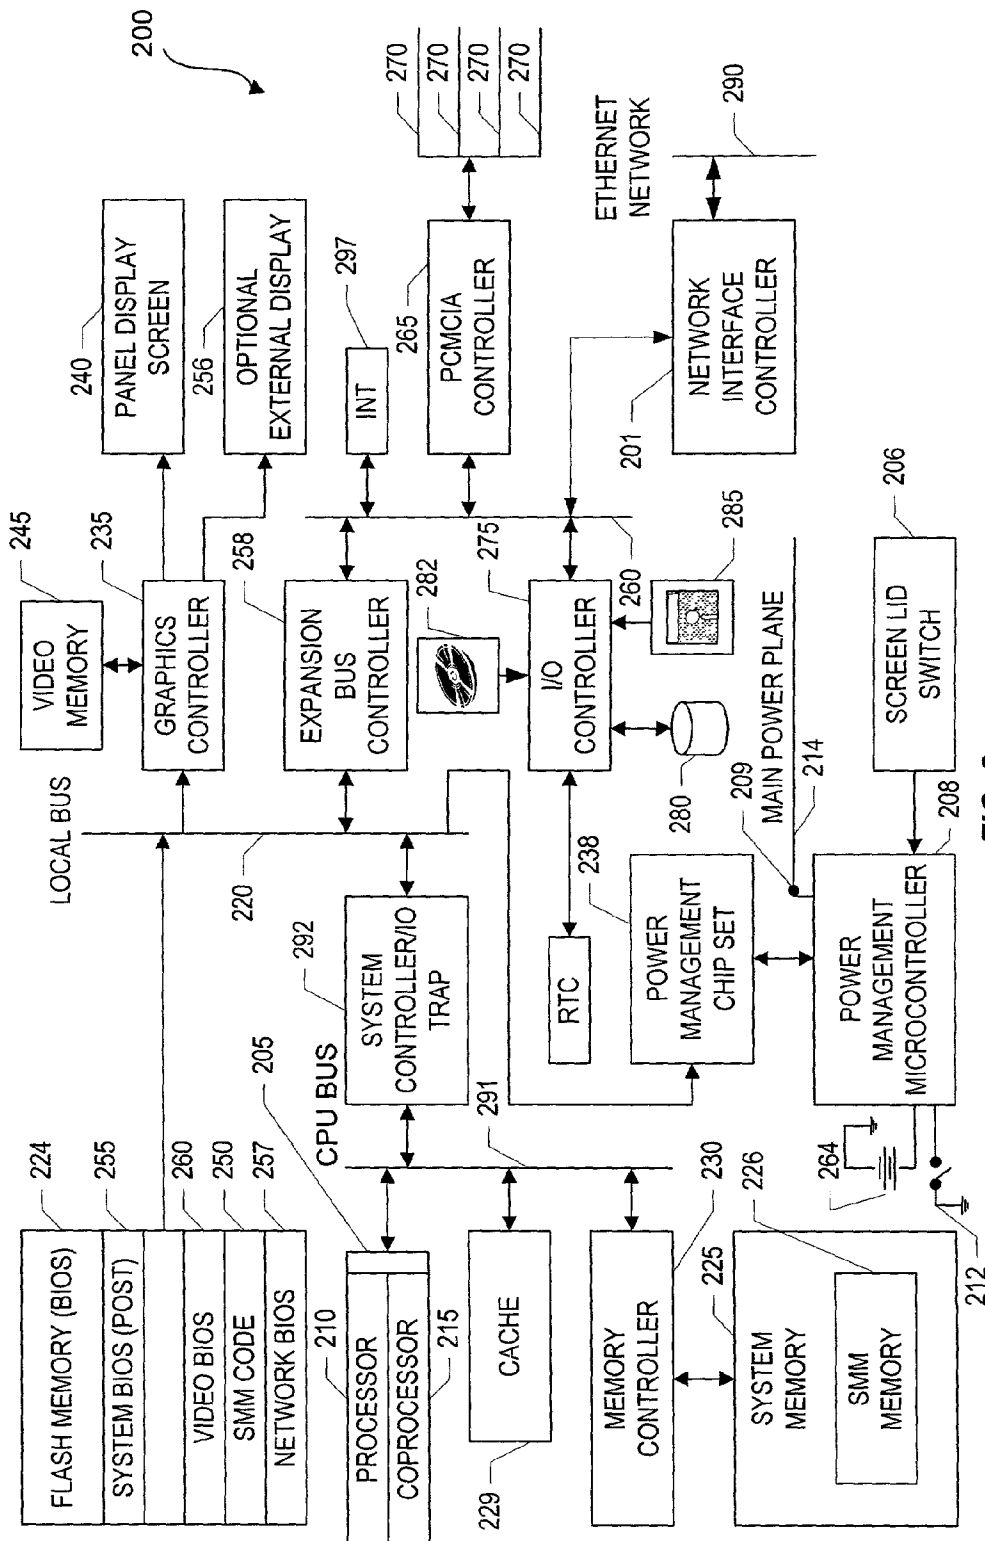 FLASH MEMORY (BIOS)
224
SYSTEM BIOS (POST)
255
VIDEO BIOS
260
SMM CODE
250
NETWORK BIOS
257
LOCAL BUS
VIDEO
MEMORY
245
GRAPHICS
CONTROLLER
235
PANEL DISPLAY
SCREEN
240
200
OPTIONAL
EXTERNAL DISPLAY
256
220
EXPANSION
BUS
CONTROLLER
258
INT
297
210
PROCESSOR
COPROCESSOR
215
205
CPU BUS
SYSTEM
CONTROLLER/IO
TRAP
292
282
PCMCIA
CONTROLLER
265
270
270
270
270
CACHE
229
291
RTC
I/O
CONTROLLER
275
260
ETHERNET
NETWORK
MEMORY
CONTROLLER
230
POWER
MANAGEMENT
CHIP SET
238
280
285
NETWORK
INTERFACE
CONTROLLER
201
290
SYSTEM
MEMORY
225
SMM
MEMORY
226
264
212
209
MAIN POWER PLANE
214
POWER
MANAGEMENT
MICROCONTROLLER
208
SCREEN LID
SWITCH
206